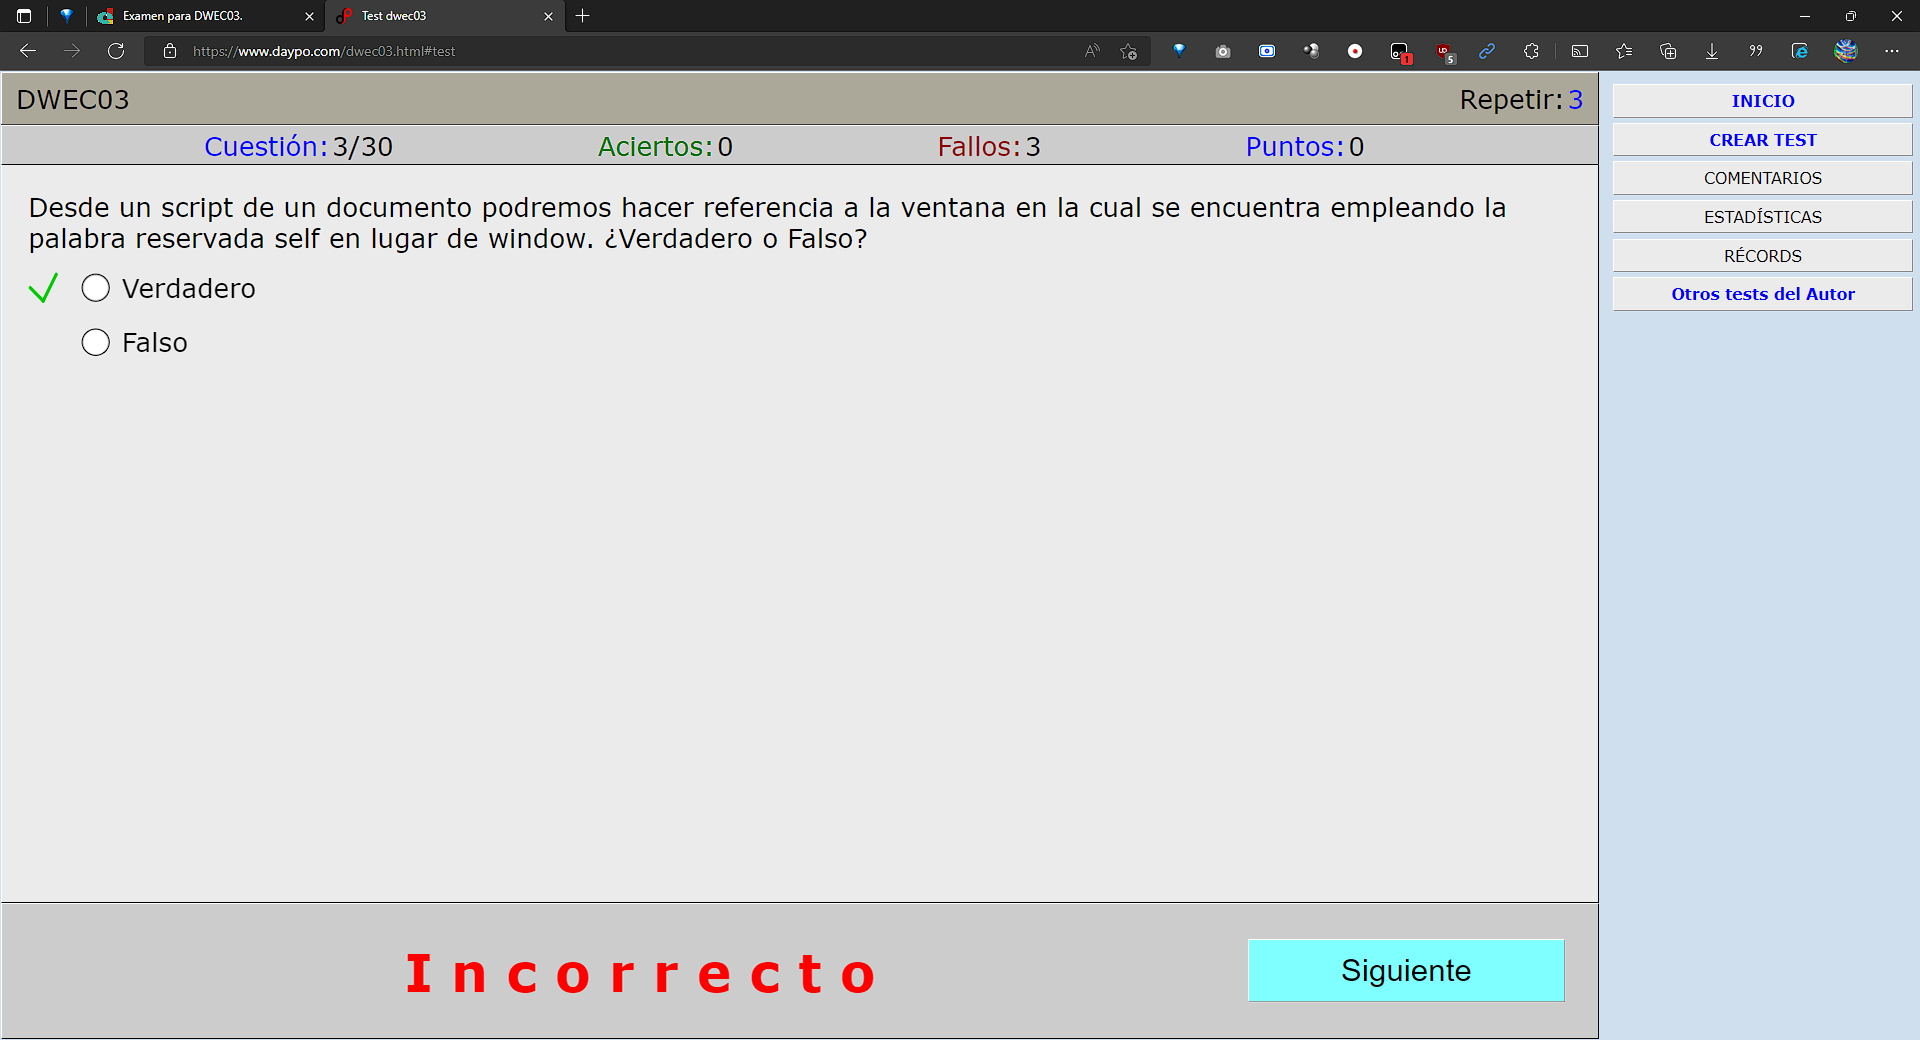 Examen para DWEC03.
Test dwec03
https://www.daypo.com/dwec03.html#test
1
5
DWEC03
Repetir: 3
Cuestión: 3/30 Aciertos: 0 Fallos: 3 Puntos: 0
Desde un script de un documento podremos hacer referencia a la ventana en la cual se encuentra empleando la
palabra reservada self en lugar de window. ¿Verdadero o Falso?
Verdadero
Falso
Incorrecto
Siguiente
INICIO
CREAR TEST
COMENTARIOS
ESTADÍSTICAS
RÉCORDS
Otros tests del Autor